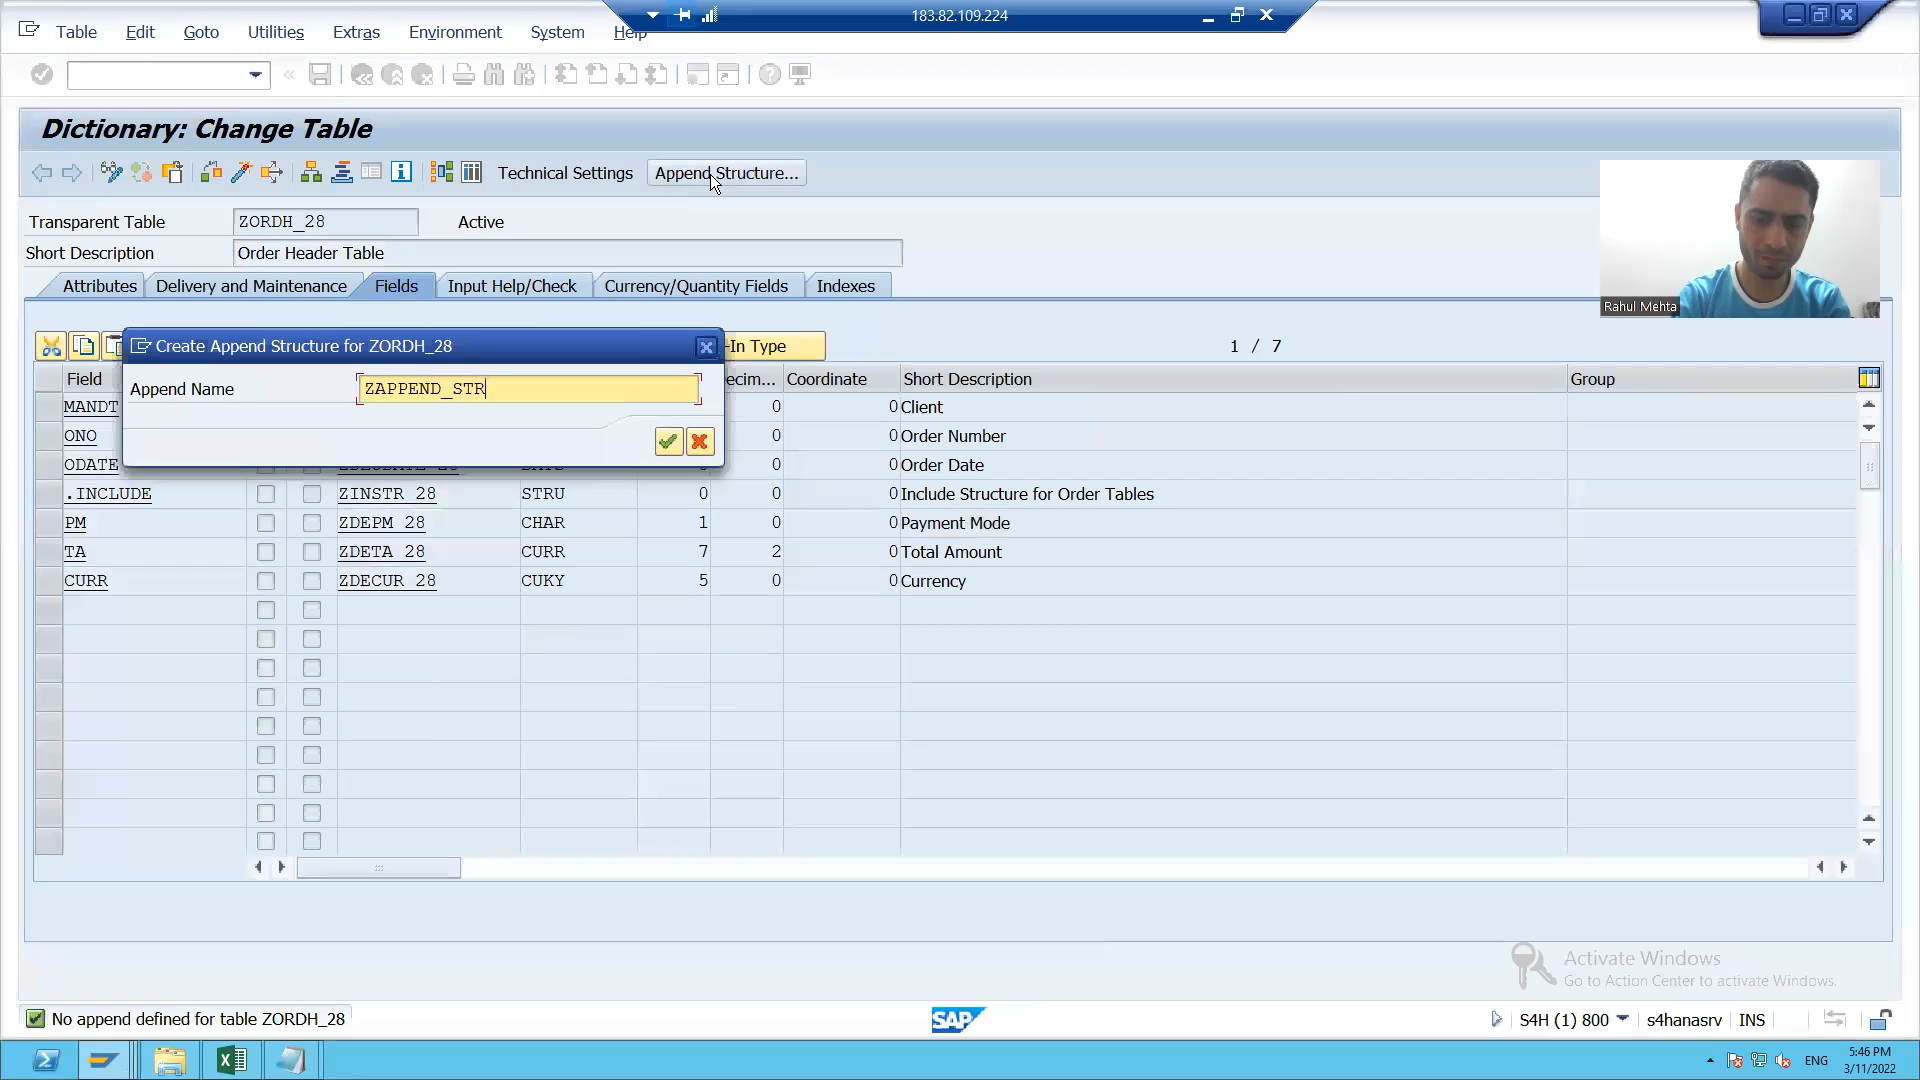 183.82.109.224
Table Edit Goto Utilities Extras Environment System Help
Dictionary: Change Table
Technical Settings Append Structure...
Transparent Table ZORDH_28 Active
Short Description Order Header Table
Attributes Delivery and Maintenance Fields Input Help/Check Currency/Quantity Fields Indexes
Rahul Mehta
Create Append Structure for ZORDH_28
-In Type 1 / 7
Append Name ZAPPEND_STR
Field Coordinate Short Description Group
MANDT 0 0 Client
ONO 0 0 Order Number
ODATE 0 0 Order Date
.INCLUDE ZINSTR_28 STRU 0 0 Include Structure for Order Tables
PM ZDEPM_28 CHAR 1 0 0 Payment Mode
TA ZDETA_28 CURR 7 2 0 Total Amount
CURR ZDECUR_28 CUKY 5 0 0 Currency
Activate Windows
Go to Action Center to activate Windows.
No append defined for table ZORDH_28
SAP
S4H (1) 800 s4hanasrv INS
ENG
5:46 PM
3/11/2022